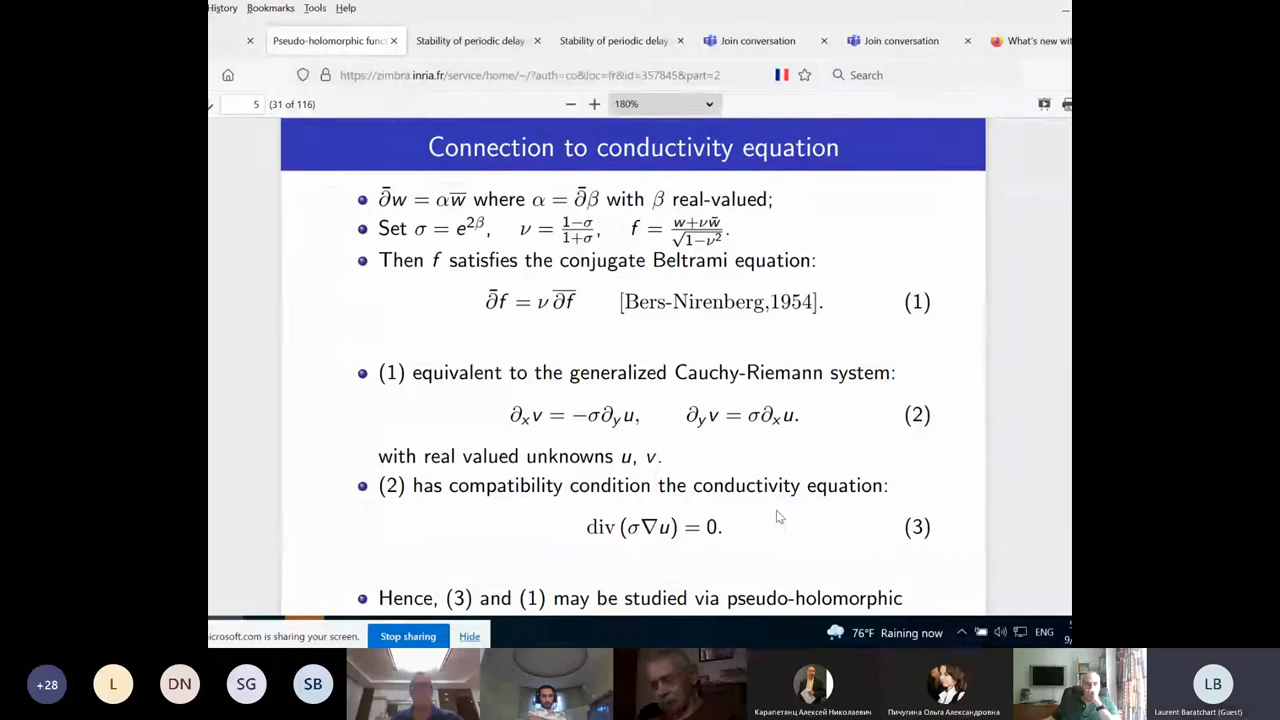 History Bookmarks Tools Help
Pseudo-holomorphic func × Stability of periodic delay- × Stability of periodic delay × Join conversation × Join conversation × What's new wit
https://zimbra.inria.fr/service/home/~/?auth=co&loc=fr&id=357845&part=2 Search
5 (31 of 116) 180%
Connection to conductivity equation
∂̄w = αw̄ where α = ∂̄β with β real-valued;
Set σ = e^{2β}, ν = (1−σ)/(1+σ), f = (w+νw̄)/√(1−ν²).
Then f satisfies the conjugate Beltrami equation:
∂̄f = ν \overline{∂f} [Bers-Nirenberg,1954]. (1)
(1) equivalent to the generalized Cauchy-Riemann system:
∂ₓv = −σ∂_y u, ∂_y v = σ∂ₓu. (2)
with real valued unknowns u, v.
(2) has compatibility condition the conductivity equation:
div (σ∇u) = 0. (3)
Hence, (3) and (1) may be studied via pseudo-holomorphic
icrosoft.com is sharing your screen. Stop sharing Hide
76°F Raining now ENG
+28 L DN SG SB LB
Карапетянц Алексей Николаевич Пичугина Ольга Александровна Laurent Baratchart (Guest)